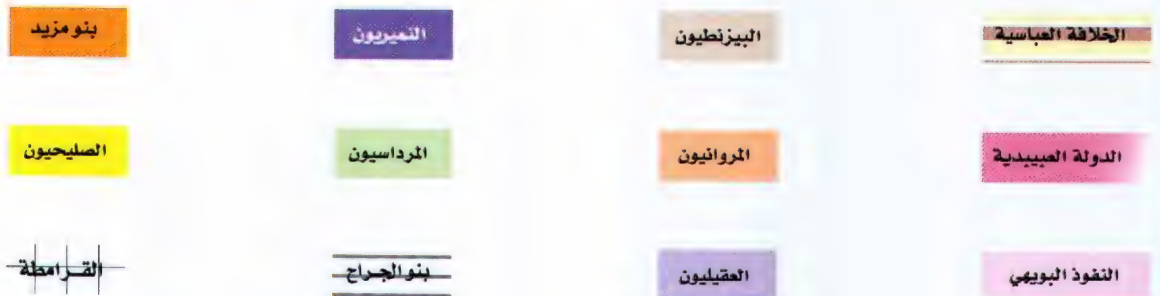 الخلافة العباسية
البيزنطيون
النميريون
بنو مزيد
الدولة العبيدية
المروانيون
المرداسيون
الصليحيون
النفوذ البويهي
العقيليون
بنو الجراح
القرامطة